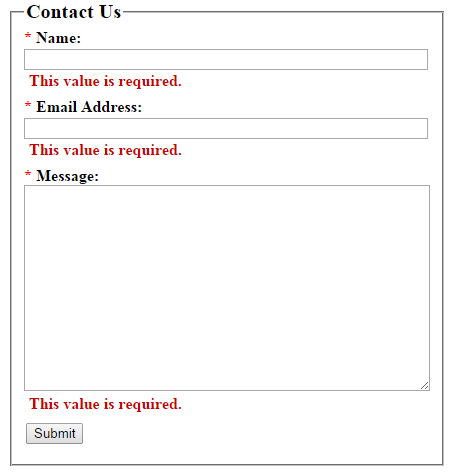 Contact Us
* Name:
This value is required.
* Email Address:
This value is required.
* Message:
This value is required.
Submit